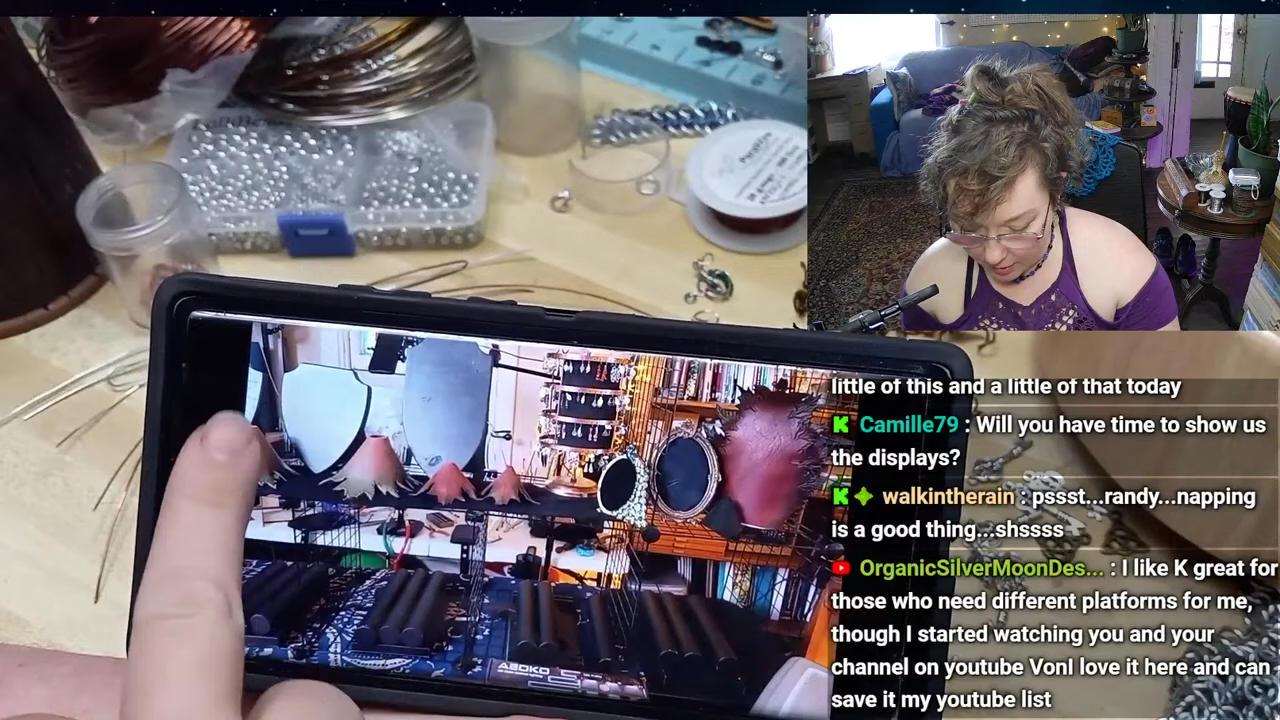 little of this and a little of that today
Camille79 : Will you have time to show us
the displays?
walkintherain : pssst...randy...napping
is a good thing...shssss
OrganicSilverMoonDes... : I like K great for
those who need different platforms for me,
though I started watching you and your
channel on youtube VonI love it here and can
save it my youtube list